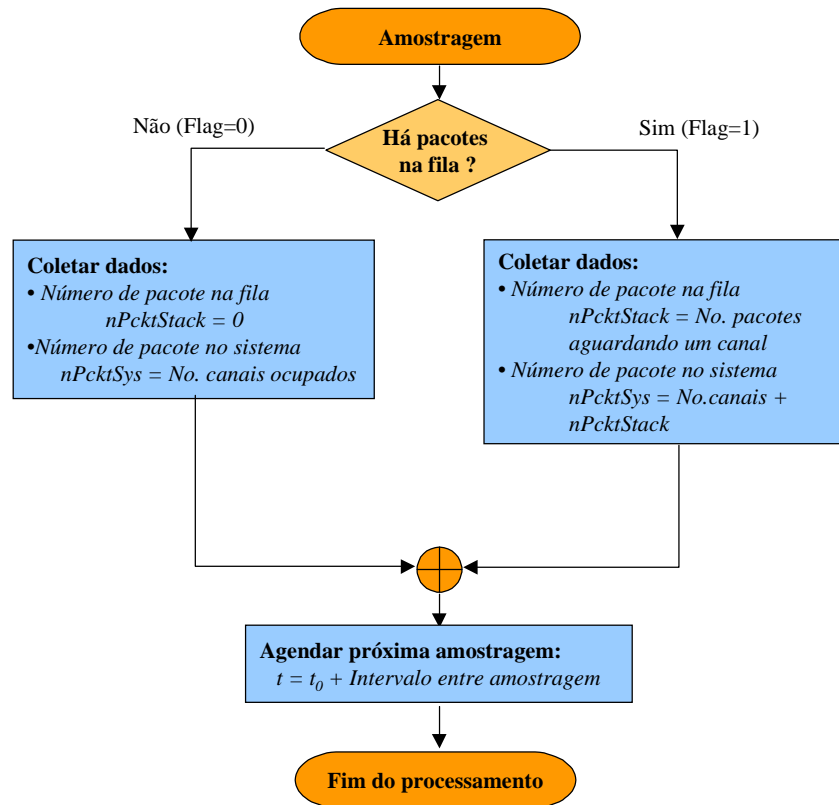 Amostragem
Não (Flag=0)
Sim (Flag=1)
Há pacotes
na fila ?
Coletar dados:
• Número de pacote na fila
nPcktStack = 0
•Número de pacote no sistema
nPcktSys = No. canais ocupados
Coletar dados:
• Número de pacote na fila
nPcktStack = No. pacotes
aguardando um canal
• Número de pacote no sistema
nPcktSys = No.canais +
nPcktStack
Agendar próxima amostragem:
t = t0 + Intervalo entre amostragem
Fim do processamento